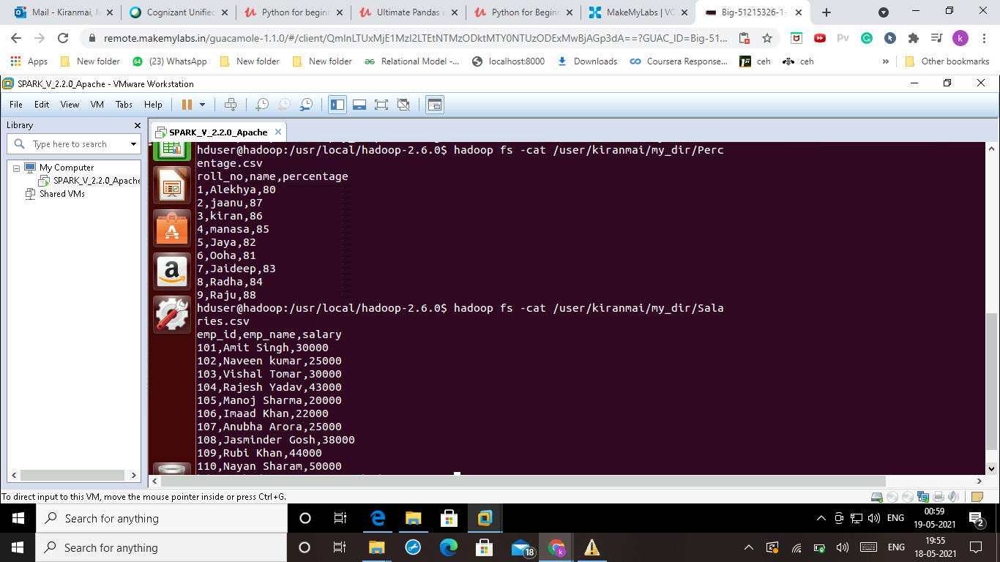 Mail - Kiranmai, M
Cognizant Unified
Python for beginn
Ultimate Pandas a
Python for Beginn
MakeMyLabs | VC
Big-51215326-1-
remote.makemylabs.in/guacamole-1.1.0/#/client/QmlnLTUxMjE1MzI2LTEtNTMzODktMTY0NTUzODExMwBjAGp3dA==?GUAC_ID=Big-51...
Apps
New folder
(23) WhatsApp
New folder
New folder
Relational Model -...
localhost:8000
Downloads
Coursera Response...
ceh
ceh
»
Other bookmarks
SPARK_V_2.2.0_Apache - VMware Workstation
File Edit View VM Tabs Help
Library
Type here to search
My Computer
SPARK_V_2.2.0_Apache
Shared VMs
SPARK_V_2.2.0_Apache
hduser@hadoop:/usr/local/hadoop-2.6.0$ hadoop fs -cat /user/kiranmai/my_dir/Perc
entage.csv
roll_no,name,percentage
1,Alekhya,80
2,jaanu,87
3,kiran,86
4,manasa,85
5,Jaya,82
6,Ooha,81
7,Jaideep,83
8,Radha,84
9,Raju,88
hduser@hadoop:/usr/local/hadoop-2.6.0$ hadoop fs -cat /user/kiranmai/my_dir/Sala
ries.csv
emp_id,emp_name,salary
101,Amit Singh,30000
102,Naveen kumar,25000
103,Vishal Tomar,30000
104,Rajesh Yadav,43000
105,Manoj Sharma,20000
106,Imaad Khan,22000
107,Anubha Arora,25000
108,Jasminder Gosh,38000
109,Rubi Khan,44000
110,Nayan Sharam,50000
To direct input to this VM, move the mouse pointer inside or press Ctrl+G.
Search for anything
ENG
00:59
19-05-2021
2
Search for anything
18
ENG
19:55
18-05-2021